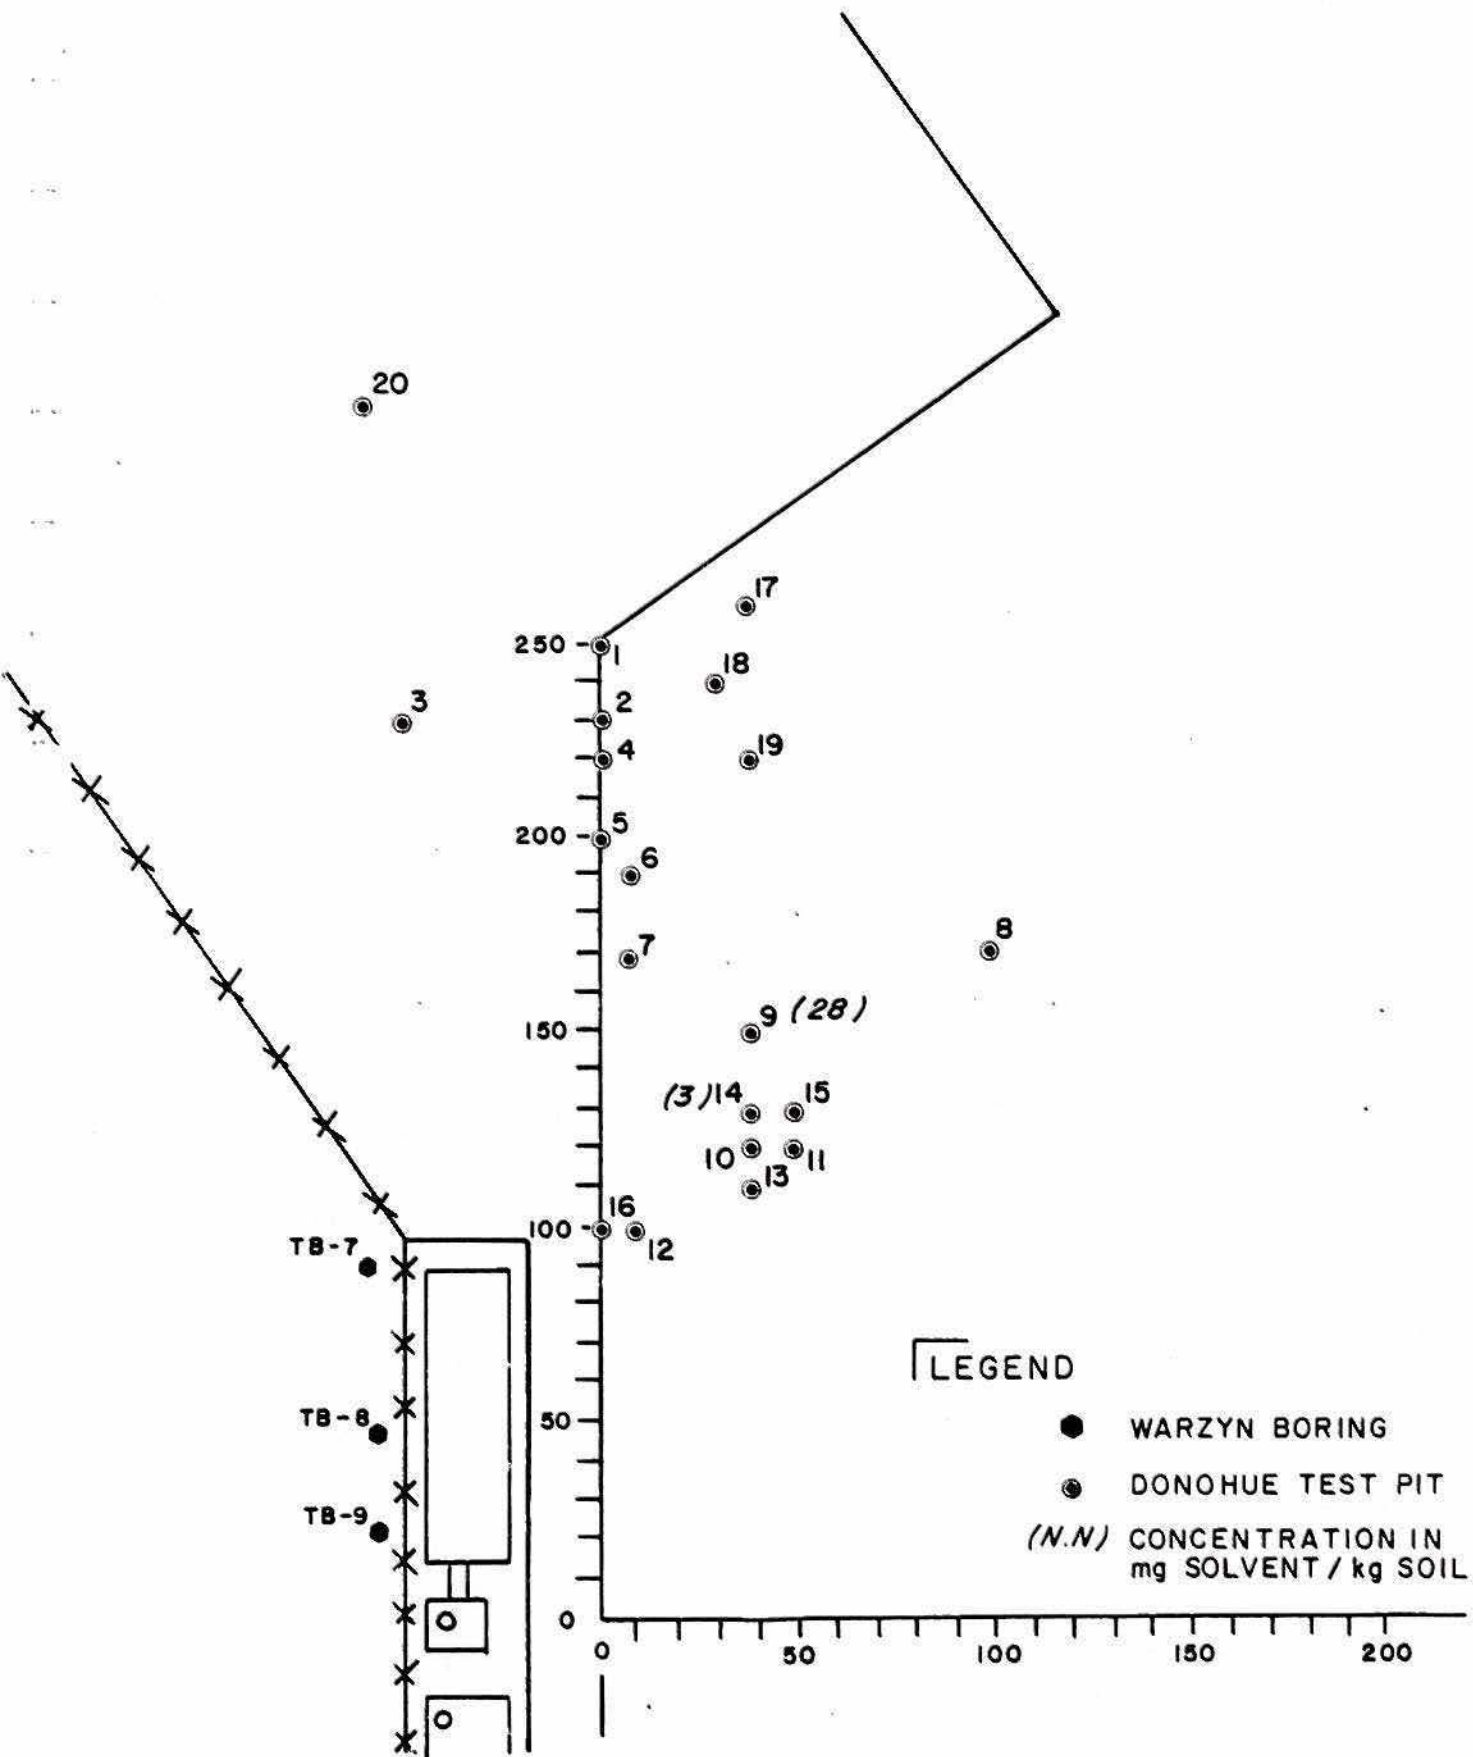 20
17
250
1
18
3
2
4
19
200
5
6
7
8
150
9 (28)
(3) 14
15
10
11
13
16
100
12
TB-7
LEGEND
TB-8
50
WARZYN BORING
DONOHUE TEST PIT
TB-9
(N.N) CONCENTRATION IN
mg SOLVENT / kg SOIL
0
0 50 100 150 200